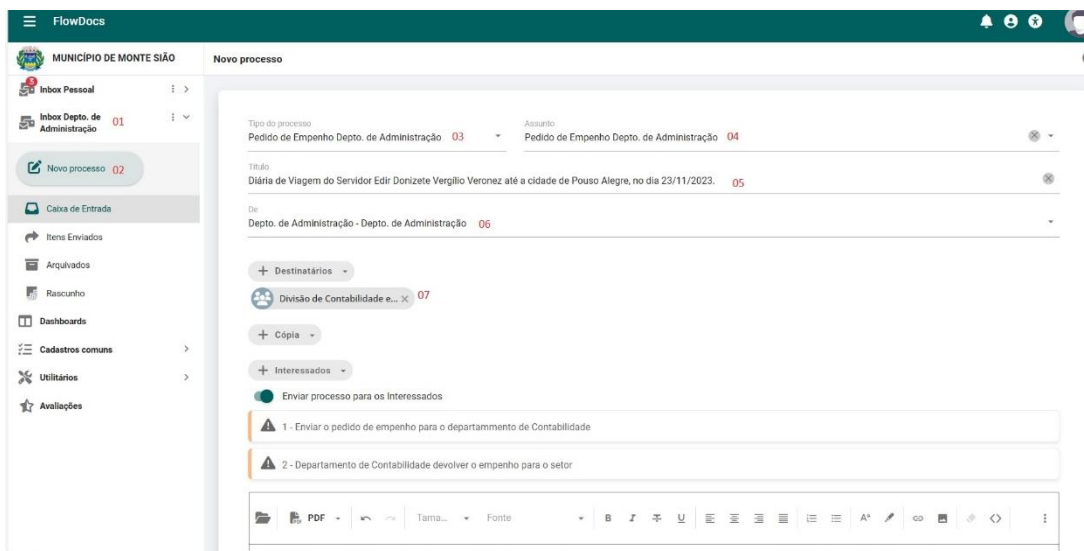 FlowDocs
MUNICÍPIO DE MONTE SIÃO
Novo processo
3
Inbox Pessoal
Inbox Depto. de
Administração
01
Novo processo 02
Caixa de Entrada
Itens Enviados
Arquivados
Rascunho
Dashboards
Cadastros comuns
Utilitários
Avaliações
Tipo do processo
Pedido de Empenho Depto. de Administração 03
Assunto
Pedido de Empenho Depto. de Administração 04
Título
Diária de Viagem do Servidor Edir Donizete Vergílio Veronez até a cidade de Pouso Alegre, no dia 23/11/2023. 05
De
Depto. de Administração - Depto. de Administração 06
+ Destinatários
Divisão de Contabilidade e... × 07
+ Cópia
+ Interessados
Enviar processo para os Interessados
1 - Enviar o pedido de empenho para o departammento de Contabilidade
2 - Departamento de Contabilidade devolver o empenho para o setor
PDF Tama... Fonte B I T U A